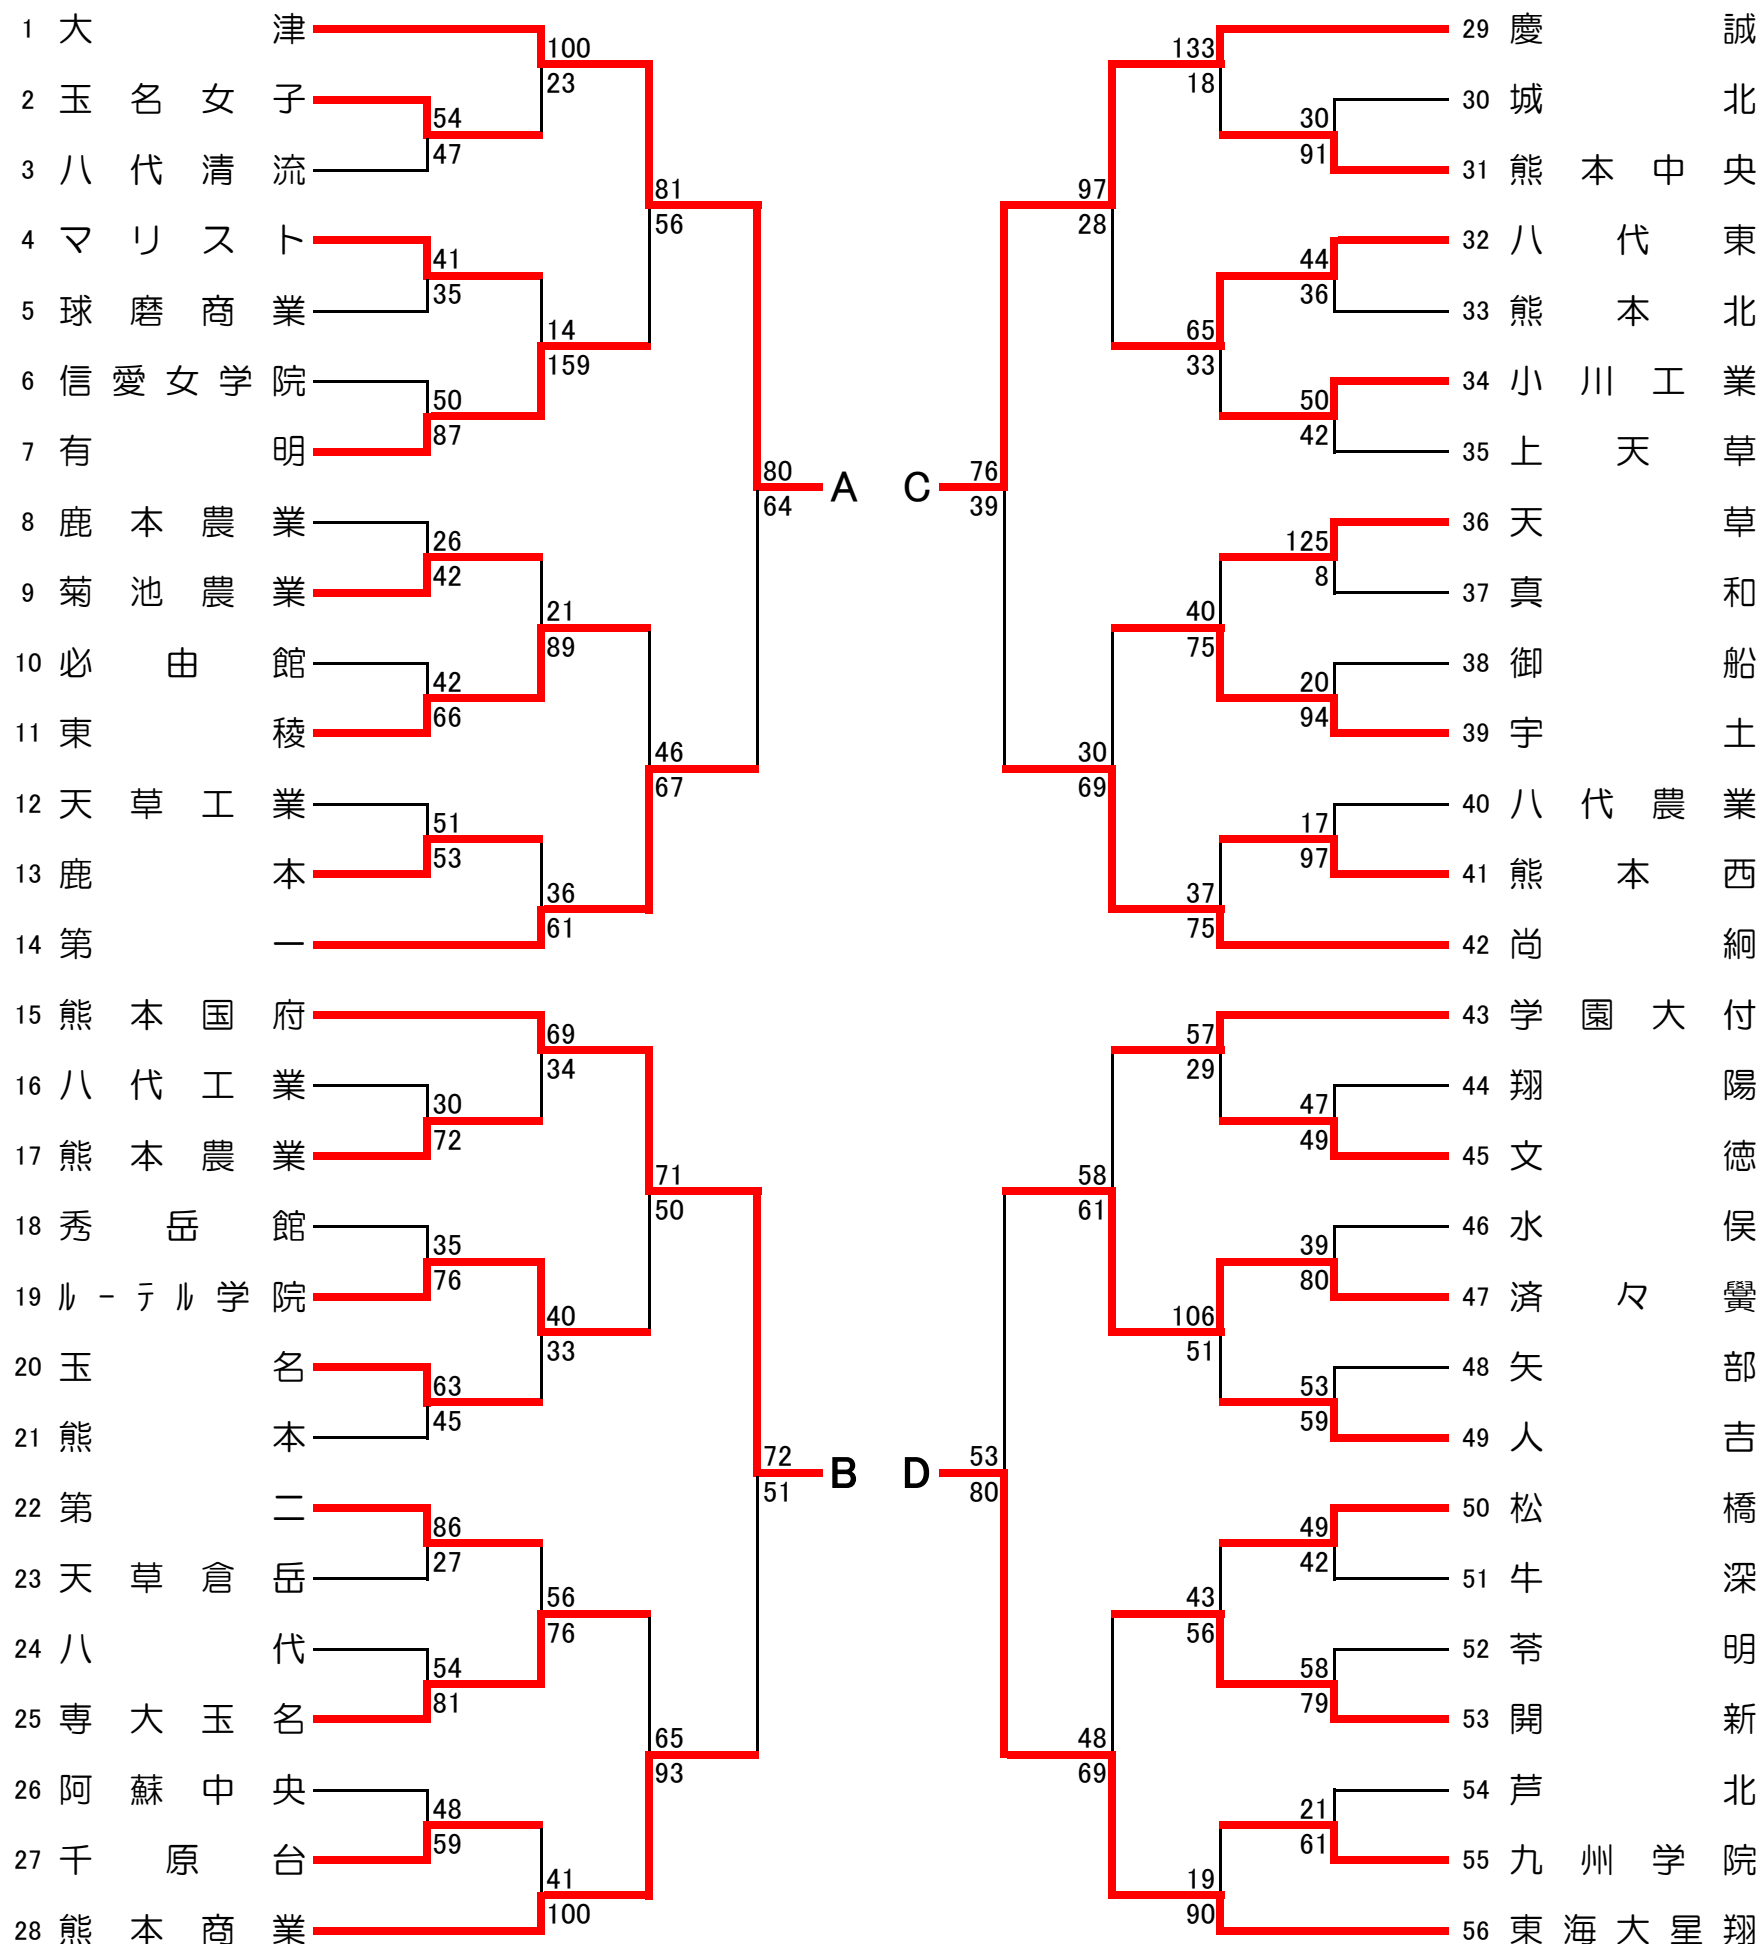 1 大津
2 玉名女子
3 八代清流
4 マリスト
5 球磨商業
6 信愛女学院
7 有明
8 鹿本農業
9 菊池農業
10 必由館
11 東稜
12 天草工業
13 鹿本
14 第一
15 熊本国府
16 八代工業
17 熊本農業
18 秀岳館
19 ﾙｰﾃﾙ学院
20 玉名
21 熊本
22 第二
23 天草倉岳
24 八代
25 専大玉名
26 阿蘇中央
27 千原台
28 熊本商業
54
47
41
35
50
87
26
42
42
66
51
53
30
72
35
76
63
45
86
27
54
81
48
59
100
23
14
159
21
89
36
61
69
34
40
33
56
76
41
100
81
56
46
67
71
50
65
93
80
64
72
51
A
B
C
D
76
39
53
80
97
28
30
69
58
61
48
69
133
18
65
33
40
75
37
75
57
29
106
51
43
56
19
90
30
91
44
36
50
42
125
8
20
94
17
97
47
49
39
80
53
59
49
42
58
79
21
61
29 慶誠
30 城北
31 熊本中央
32 八代東
33 熊本北
34 小川工業
35 上天草
36 天草
37 真和
38 御船
39 宇土
40 八代農業
41 熊本西
42 尚絅
43 学園大付
44 翔陽
45 文徳
46 水俣
47 済々黌
48 矢部
49 人吉
50 松橋
51 牛深
52 苓明
53 開新
54 芦北
55 九州学院
56 東海大星翔